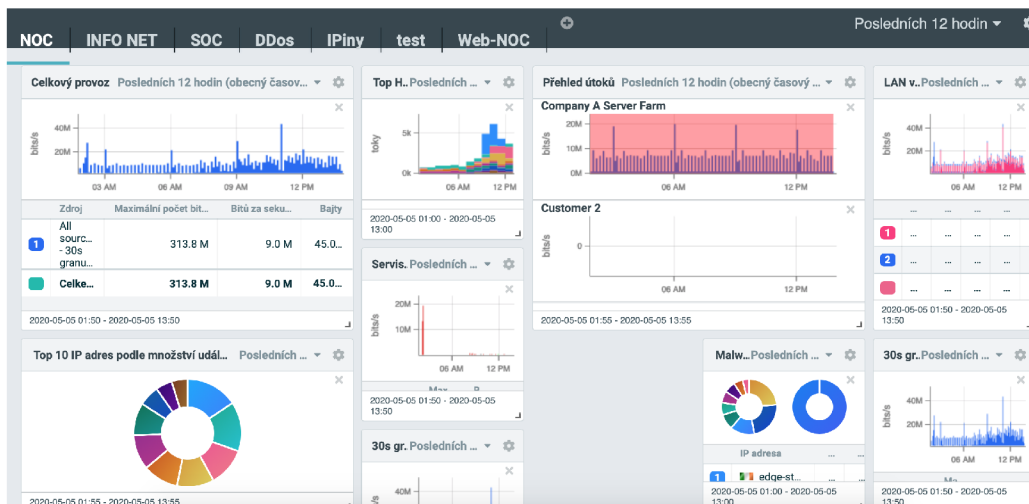 NOC INFO NET SOC DDos IPiny test Web-NOC Posledních 12 hodin
Celkový provoz Posledních 12 hodin (obecný časov...
bits/s
40M
20M
03 AM 06 AM 09 AM 12 PM
Zdroj Maximální počet bit... Bitů za seku... Bajty
1 All sourc... - 30s granu... 313.8 M 9.0 M 45.0...
Celke... 313.8 M 9.0 M 45.0...
2020-05-05 01:50 - 2020-05-05 13:50
Top H.. Posledních ...
toky
5k
0k
06 AM 12 PM
2020-05-05 01:00 - 2020-05-05
13:00
Přehled útoků Posledních 12 hodin (obecný časový ...
Company A Server Farm
bits/s
20M
10M
0M
06 AM 12 PM
Customer 2
bits/s
0
06 AM 12 PM
2020-05-05 01:55 - 2020-05-05 13:55
LAN v.. Posledních ...
bits/s
40M
20M
06 AM 12 PM
... ... ... ...
1 ... ... ... ...
2 ... ... ... ...
... ... ... ...
2020-05-05 01:50 - 2020-05-05
13:50
Servis. Posledních ...
bits/s
20M
10M
06 AM 12 PM
2020-05-05 01:50 - 2020-05-05
13:50
Top 10 IP adres podle množství udál... Posledních ...
2020-05-05 01:55 - 2020-05-05 13:55
30s gr. Posledních ...
40M
Malw.. Posledních ...
IP adresa ... ...
1 edge-st... ... ...
2020-05-05 01:00 - 2020-05-05
13:00
30s gr.. Posledních ...
bits/s
40M
20M
06 AM 12 PM
2020-05-05 01:50 - 2020-05-05
13:50